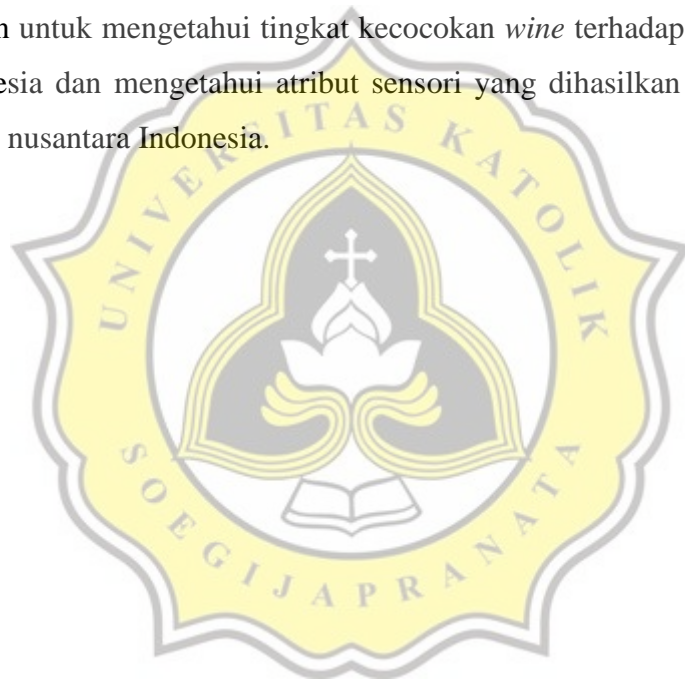 untuk mengetahui tingkat kecocokan wine terhadap
esia dan mengetahui atribut sensori yang dihasilkan
nusantara Indonesia.
UNIVERSITAS KATOLIK
SOEGIJAPRANATA